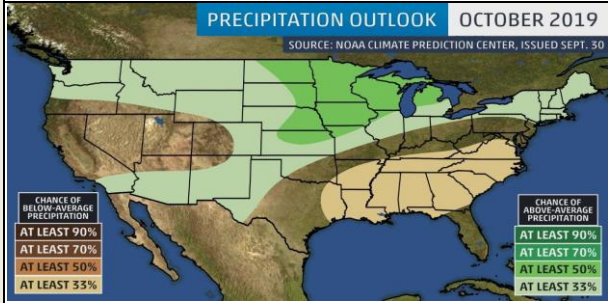 PRECIPITATION OUTLOOK OCTOBER 2019
SOURCE: NOAA CLIMATE PREDICTION CENTER, ISSUED SEPT. 30
CHANCE OF
BELOW-AVERAGE
PRECIPITATION
AT LEAST 90%
AT LEAST 70%
AT LEAST 50%
AT LEAST 33%
CHANCE OF
ABOVE-AVERAGE
PRECIPITATION
AT LEAST 90%
AT LEAST 70%
AT LEAST 50%
AT LEAST 33%